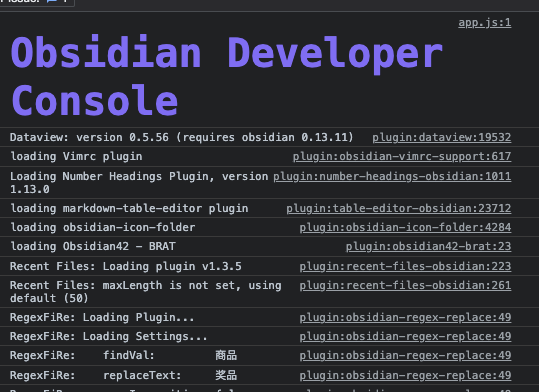 app.js:1
Obsidian Developer
Console
Dataview: version 0.5.56 (requires obsidian 0.13.11) plugin:dataview:19532
loading Vimrc plugin plugin:obsidian-vimrc-support:617
Loading Number Headings Plugin, version plugin:number-headings-obsidian:1011
1.13.0
loading markdown-table-editor plugin plugin:table-editor-obsidian:23712
loading obsidian-icon-folder plugin:obsidian-icon-folder:4284
loading Obsidian42 - BRAT plugin:obsidian42-brat:23
Recent Files: Loading plugin v1.3.5 plugin:recent-files-obsidian:223
Recent Files: maxLength is not set, using plugin:recent-files-obsidian:261
default (50)
RegexFiRe: Loading Plugin... plugin:obsidian-regex-replace:49
RegexFiRe: Loading Settings... plugin:obsidian-regex-replace:49
RegexFiRe: findVal: 商品 plugin:obsidian-regex-replace:49
RegexFiRe: replaceText: 奖品 plugin:obsidian-regex-replace:49